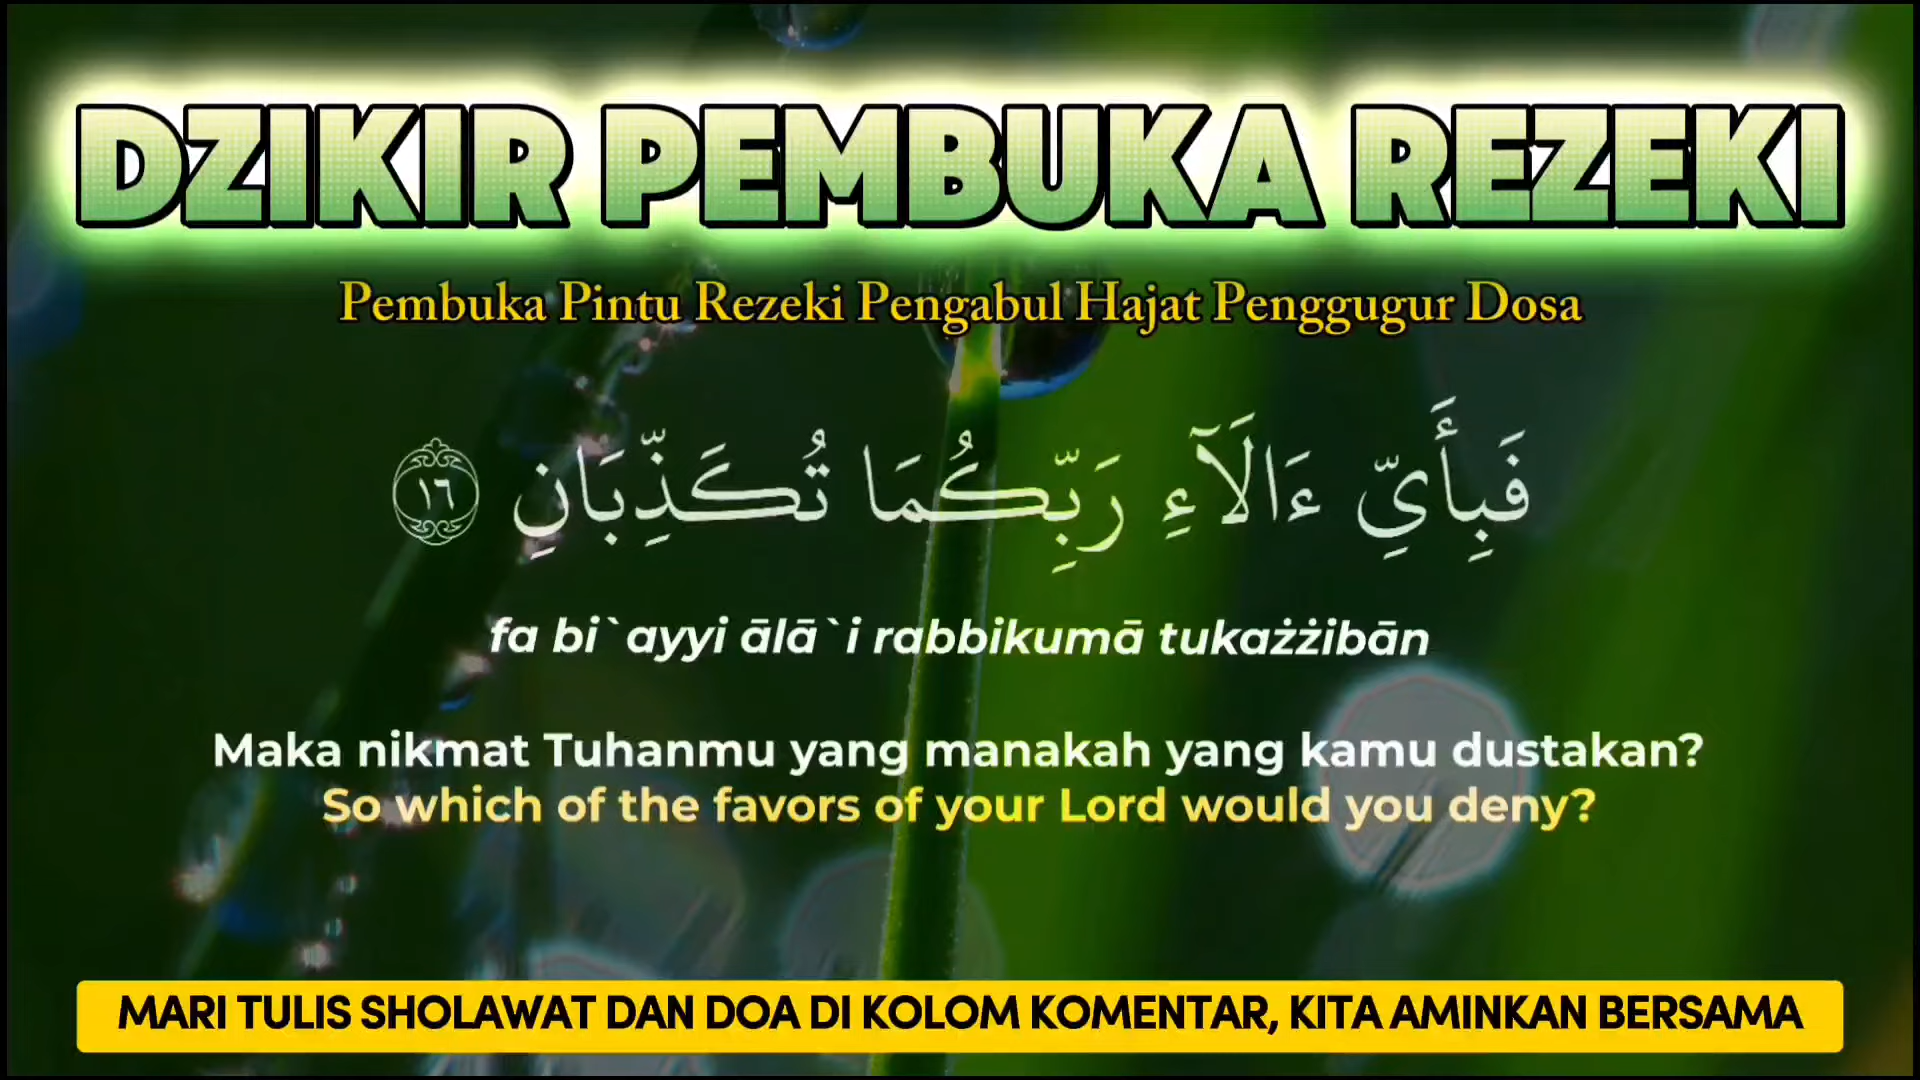 DZIKIR PEMBUKA REZEKI
Pembuka Pintu Rezeki Pengabul Hajat Penggugur Dosa
فَبِأَيِّ ءَالَآءِ رَبِّكُمَا تُكَذِّبَانِ ١٦
fa bi`ayyi ālā`i rabbikumā tukażżibān
Maka nikmat Tuhanmu yang manakah yang kamu dustakan?
So which of the favors of your Lord would you deny?
MARI TULIS SHOLAWAT DAN DOA DI KOLOM KOMENTAR, KITA AMINKAN BERSAMA